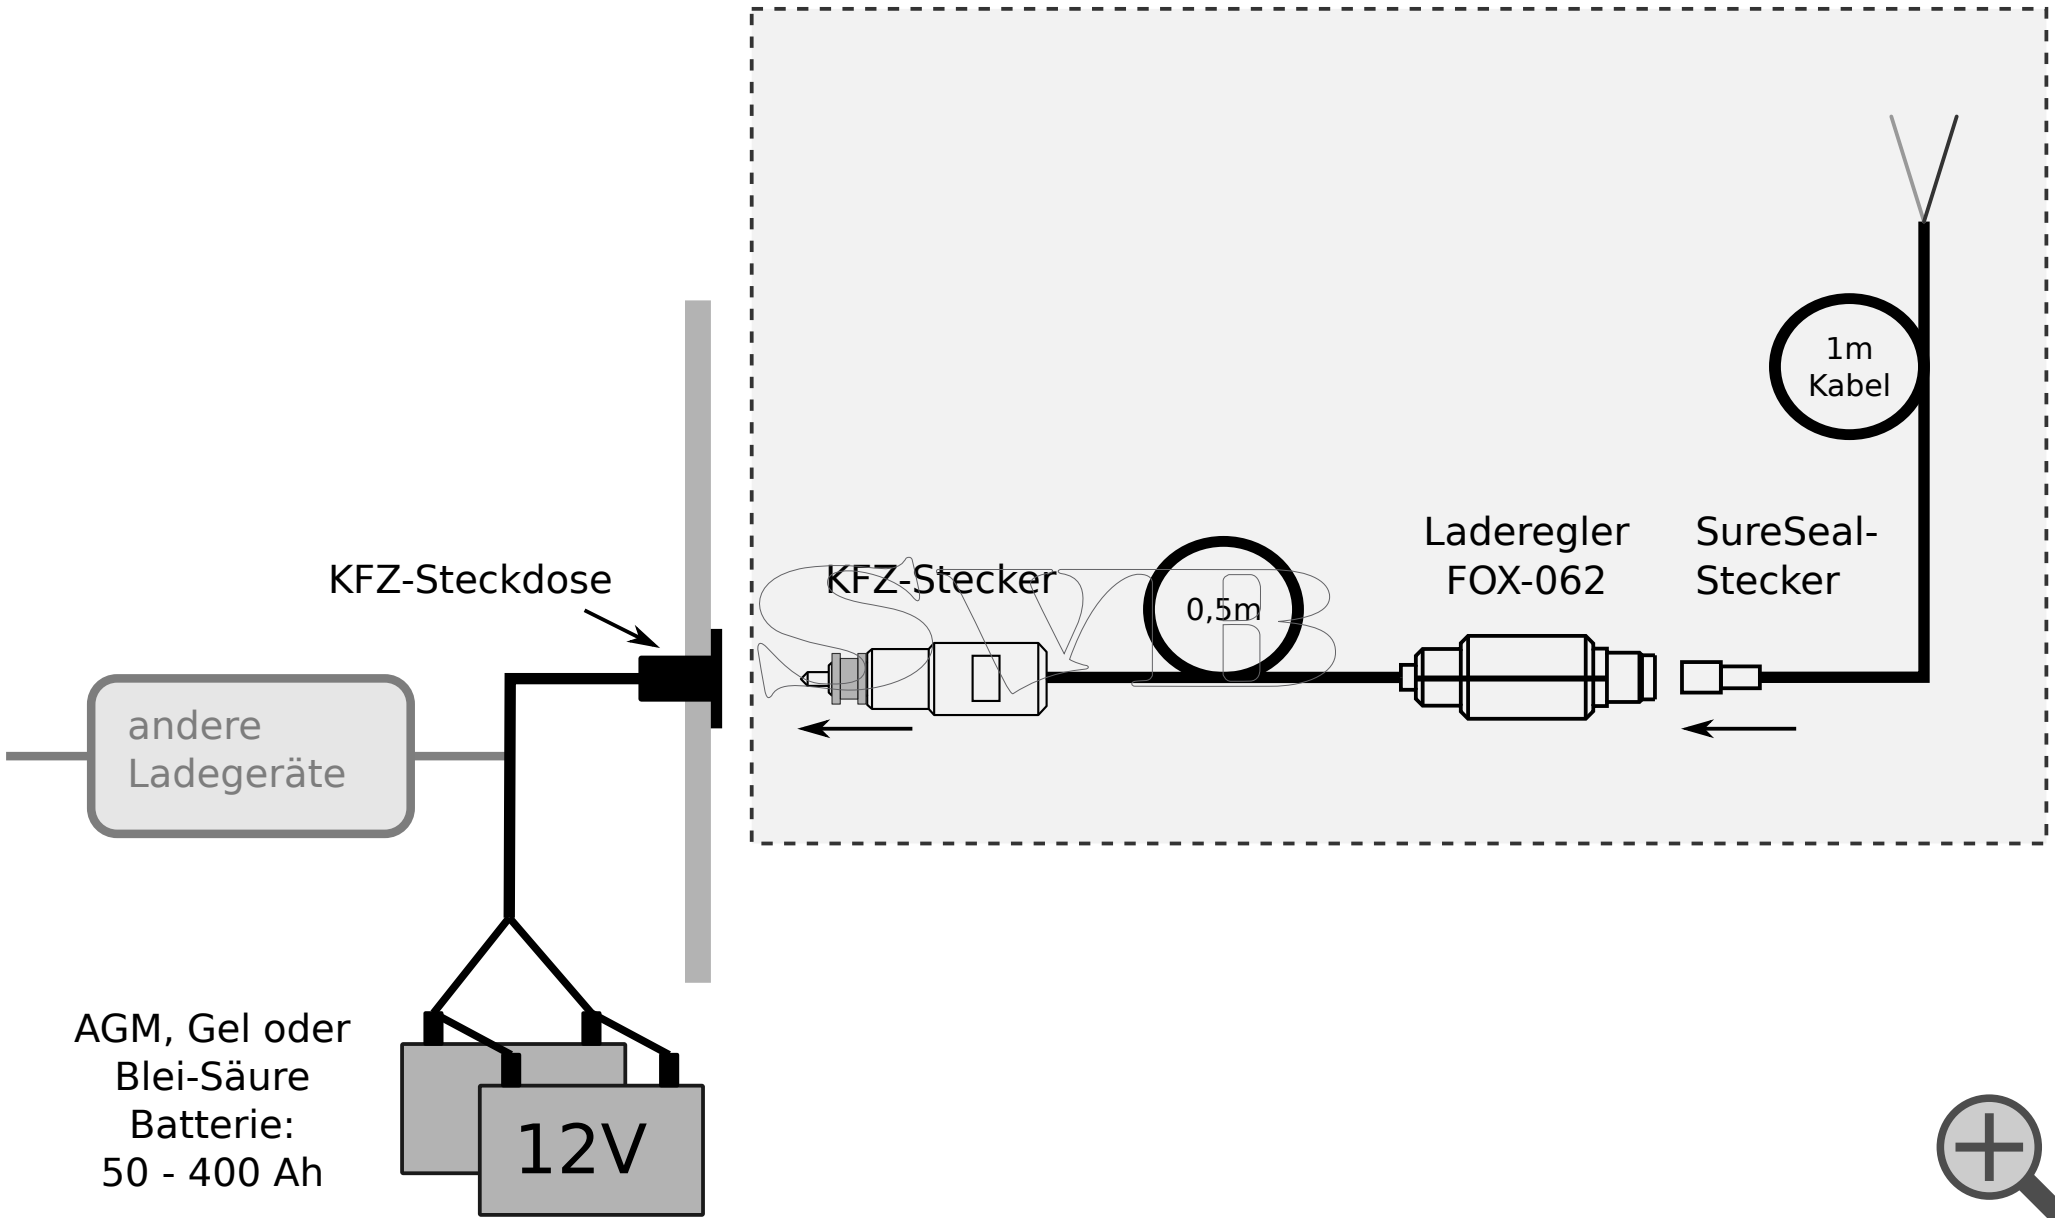 1m
Kabel
Laderegler
FOX-062
SureSeal-
Stecker
KFZ-Steckdose
KFZ-Stecker
0,5m
SVB
andere
Ladegeräte
AGM, Gel oder
Blei-Säure
Batterie:
50 - 400 Ah
12V